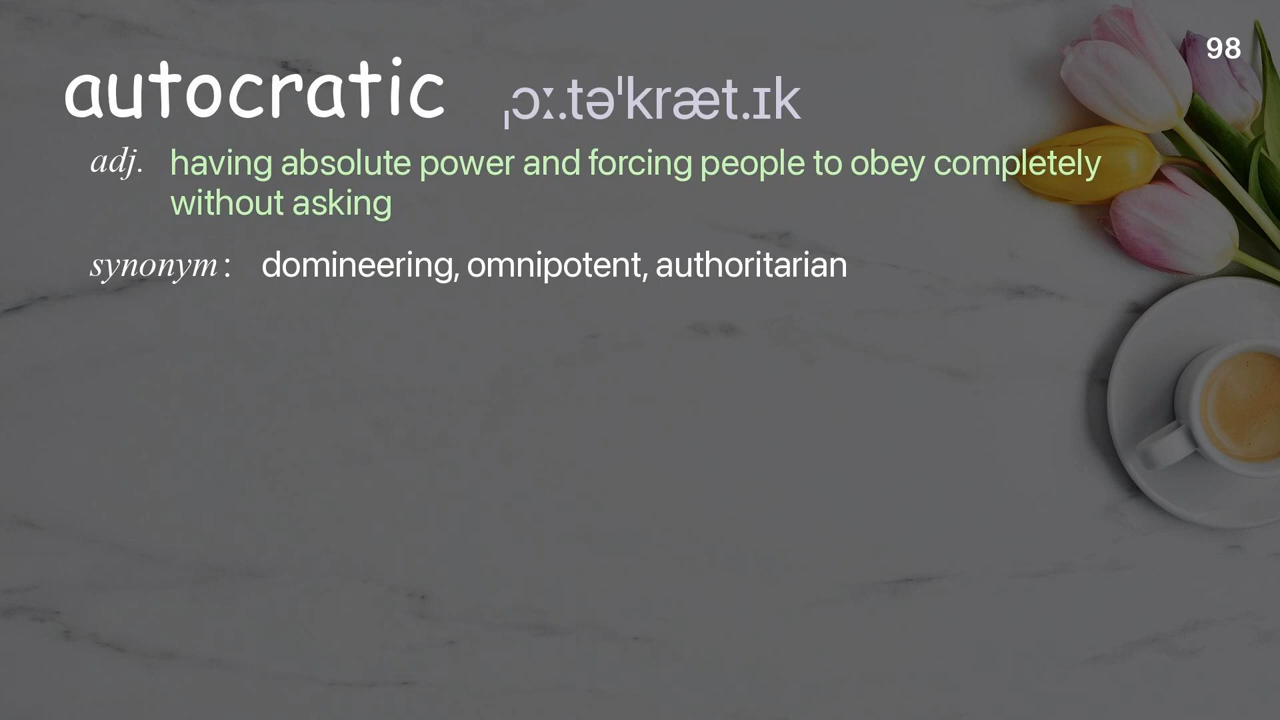 98
autocratic ˌɔː.təˈkræt.ɪk
adj. having absolute power and forcing people to obey completely
without asking
synonym : domineering, omnipotent, authoritarian